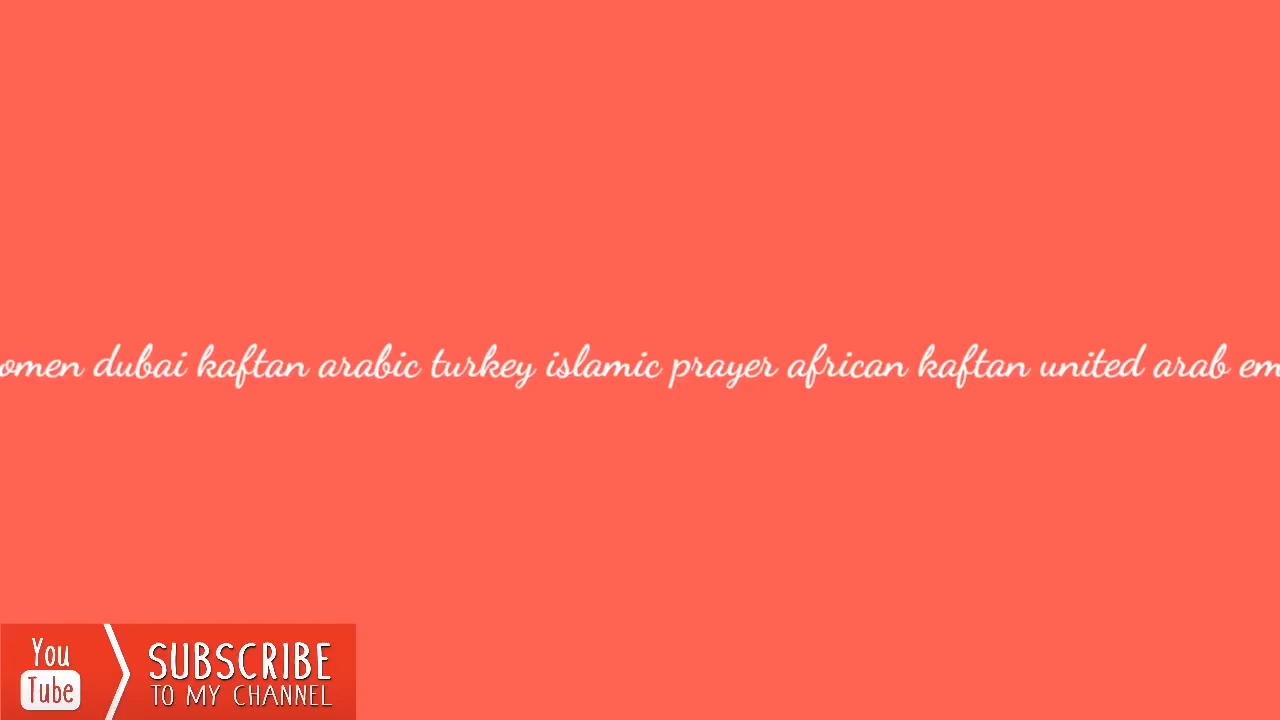 omen dubai kaftan arabic turkey islamic prayer african kaftan united arab em
You
Tube
SUBSCRIBE
TO MY CHANNEL